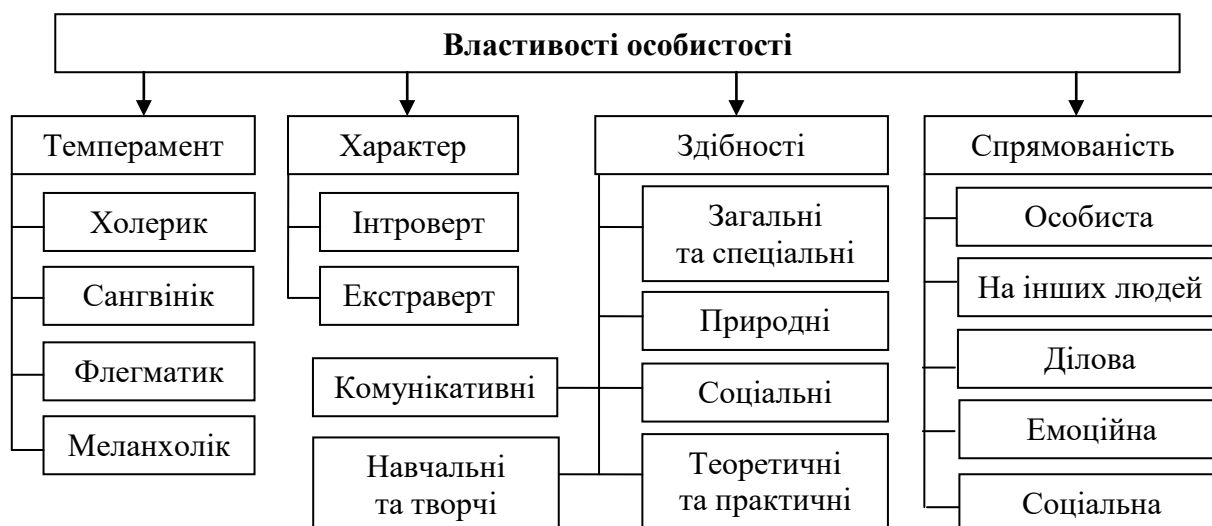 Властивості особистості
Темперамент
Холерик
Сангвінік
Флегматик
Меланхолік
Характер
Інтроверт
Екстраверт
Здібності
Загальні
та спеціальні
Природні
Комунікативні
Соціальні
Навчальні
та творчі
Теоретичні
та практичні
Спрямованість
Особиста
На інших людей
Ділова
Емоційна
Соціальна